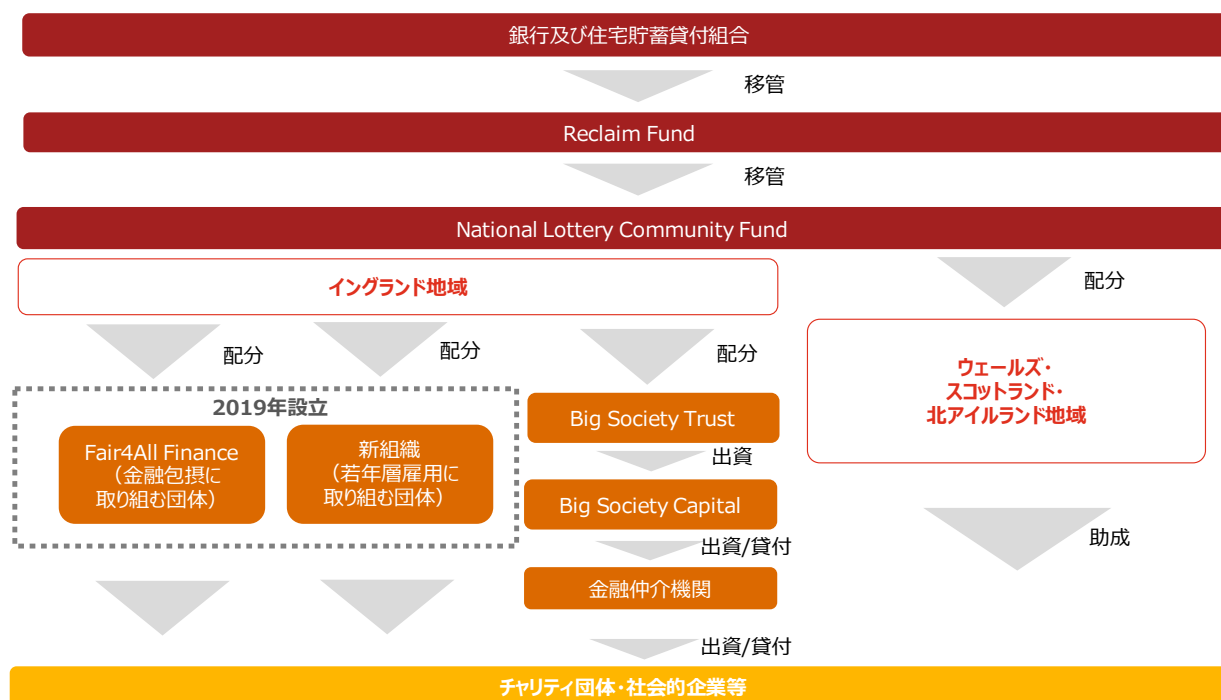 銀行及び住宅貯蓄貸付組合
移管
Reclaim Fund
移管
National Lottery Community Fund
イングランド地域
配分
配分
配分
配分
ウェールズ・
スコットランド・
北アイルランド地域
2019年設立
Fair4All Finance
（金融包摂に
取り組む団体）
新組織
（若年層雇用に
取り組む団体）
Big Society Trust
出資
Big Society Capital
出資/貸付
金融仲介機関
出資/貸付
助成
チャリティ団体・社会的企業等